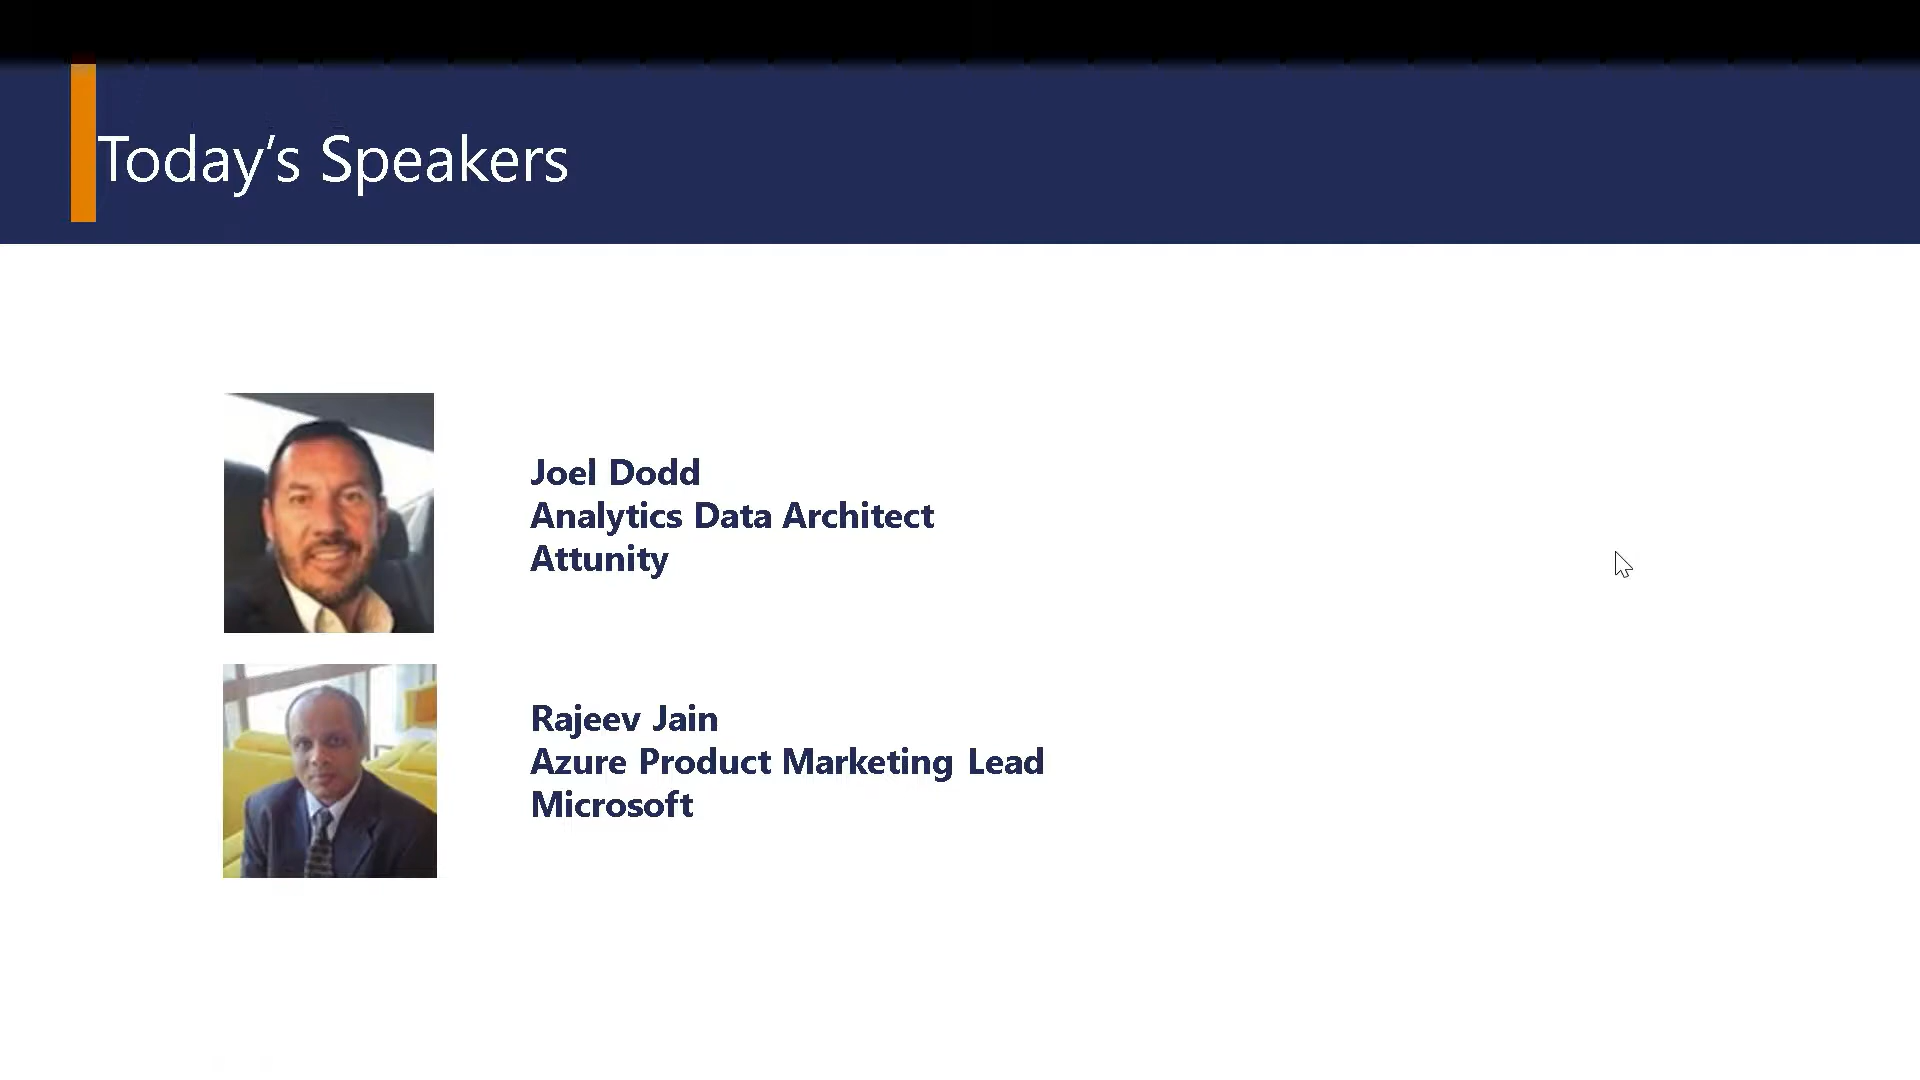 Today’s Speakers
Joel Dodd
Analytics Data Architect
Attunity
Rajeev Jain
Azure Product Marketing Lead
Microsoft